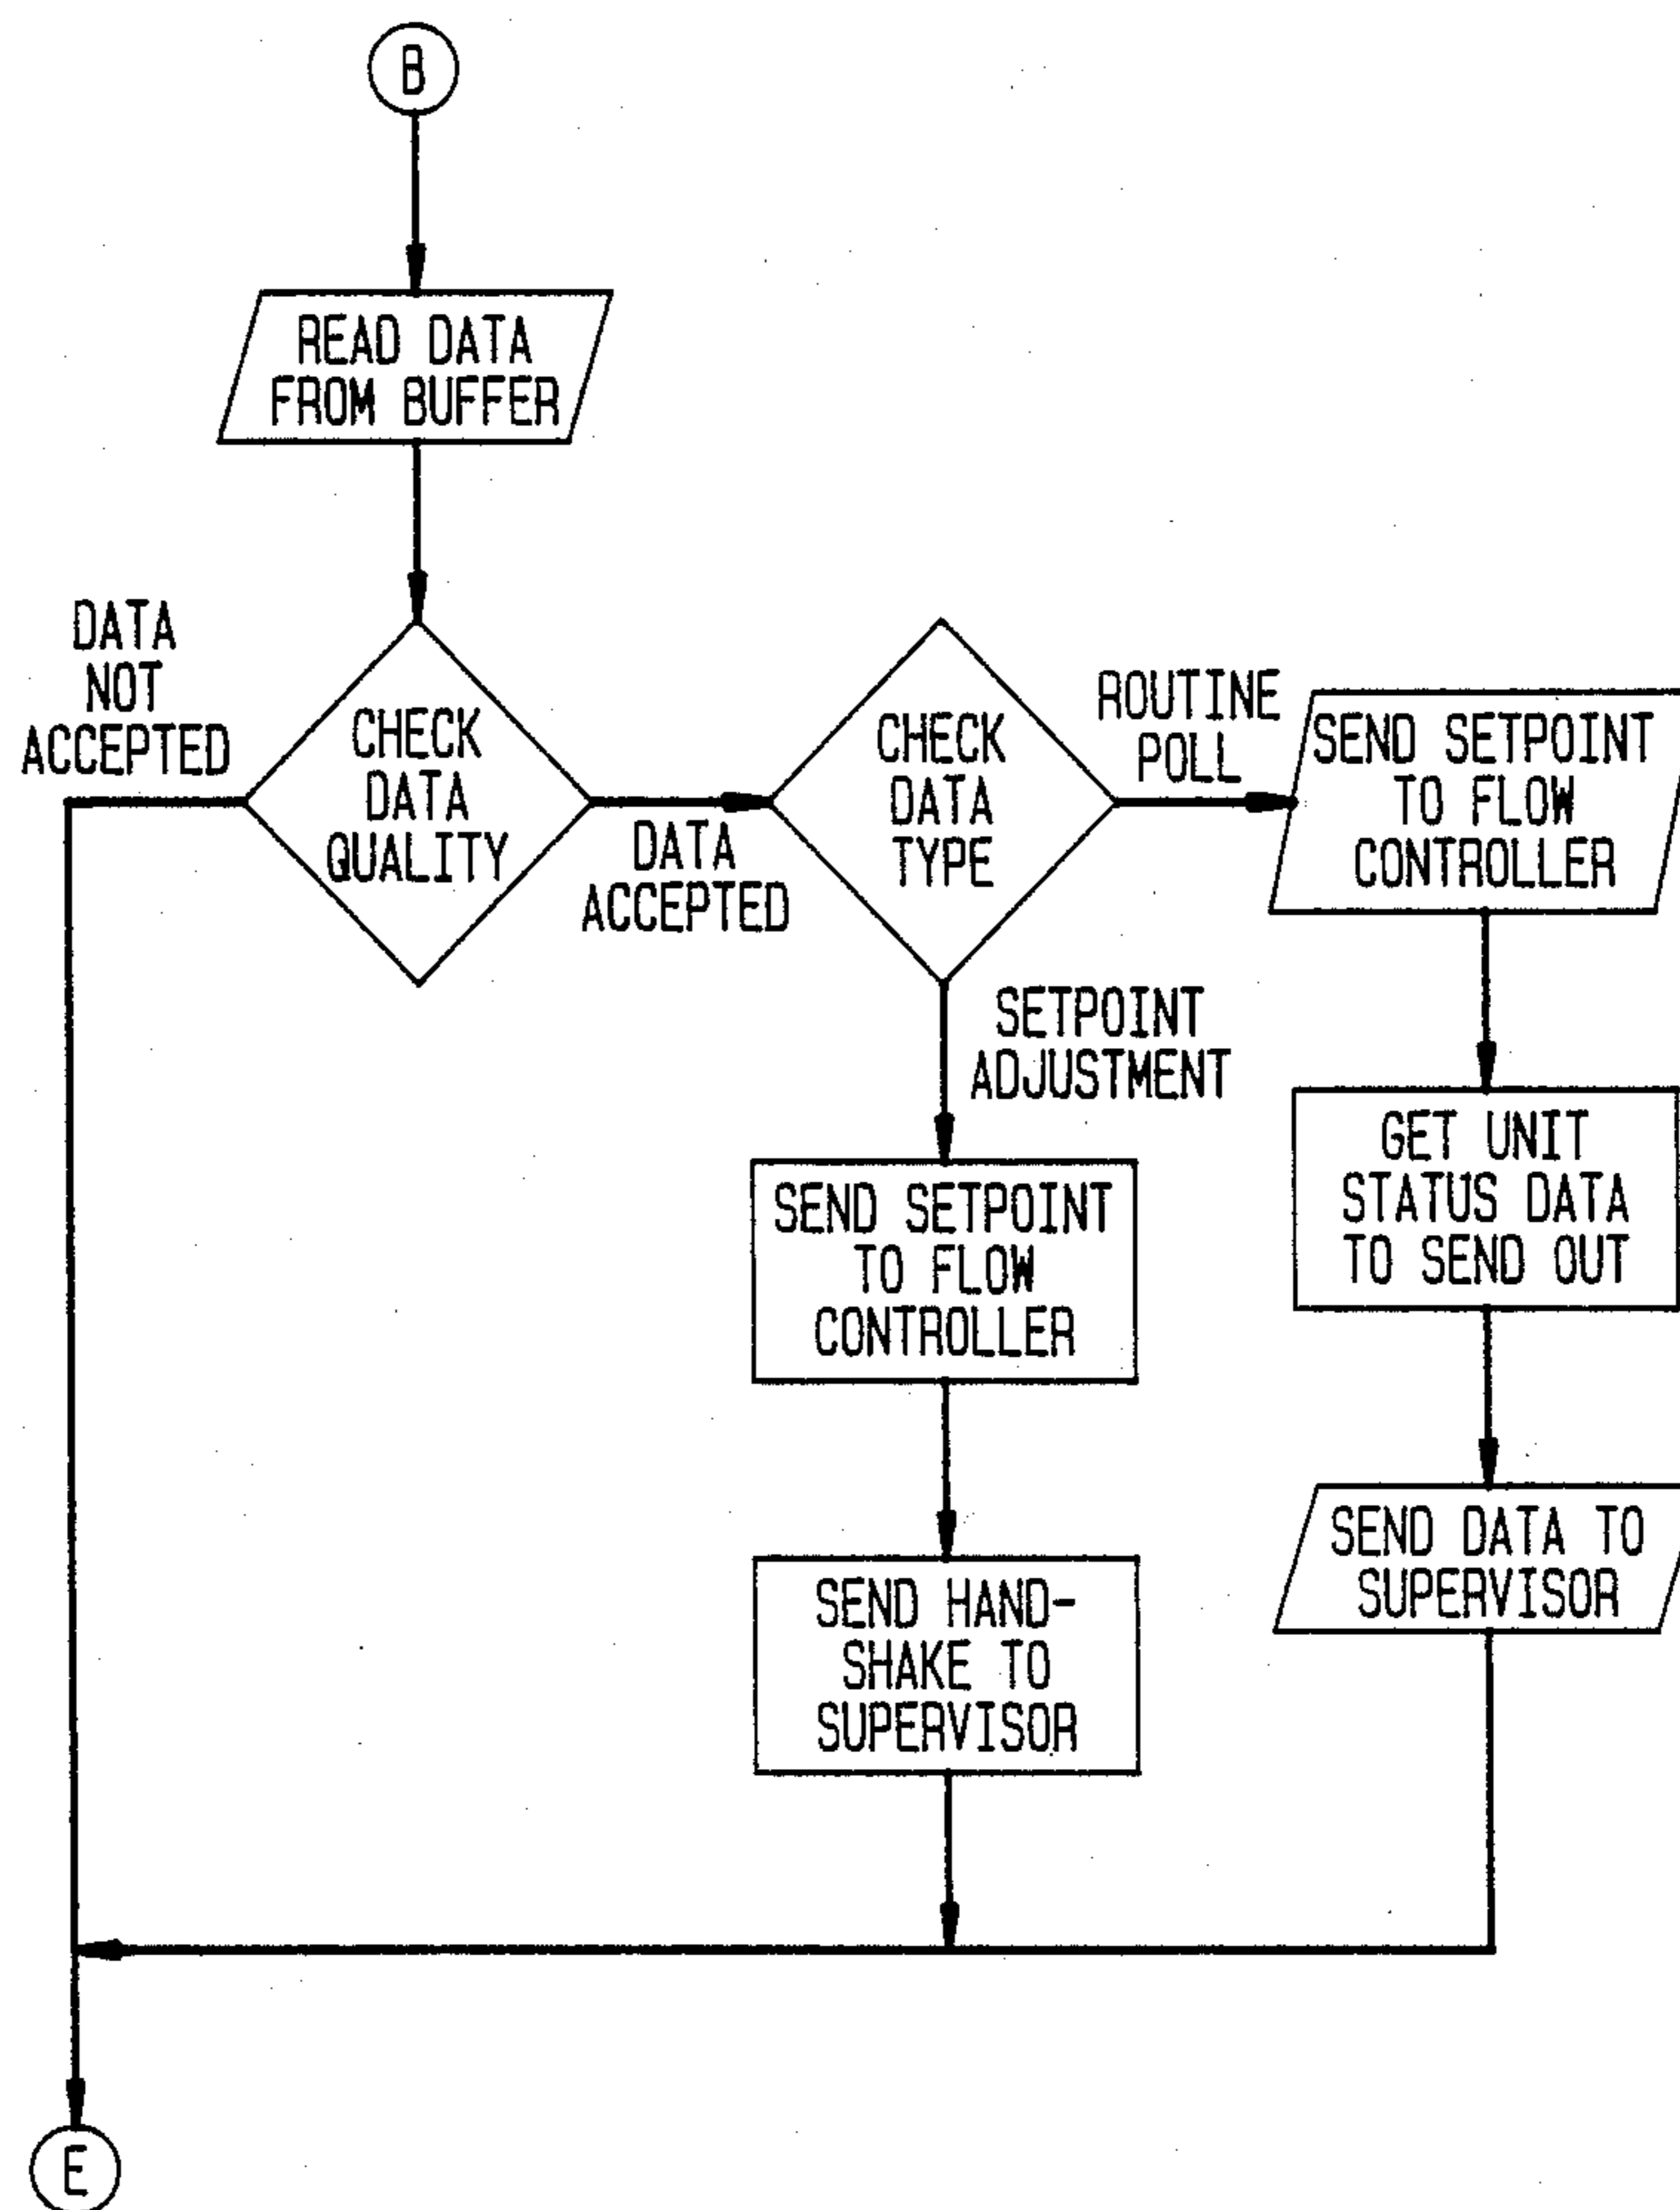 B
READ DATA
FROM BUFFER
DATA
NOT
ACCEPTED
CHECK
DATA
QUALITY
DATA
ACCEPTED
CHECK
DATA
TYPE
ROUTINE
POLL
SEND SETPOINT
TO FLOW
CONTROLLER
SETPOINT
ADJUSTMENT
SEND SETPOINT
TO FLOW
CONTROLLER
GET UNIT
STATUS DATA
TO SEND OUT
SEND HAND-
SHAKE TO
SUPERVISOR
SEND DATA TO
SUPERVISOR
E